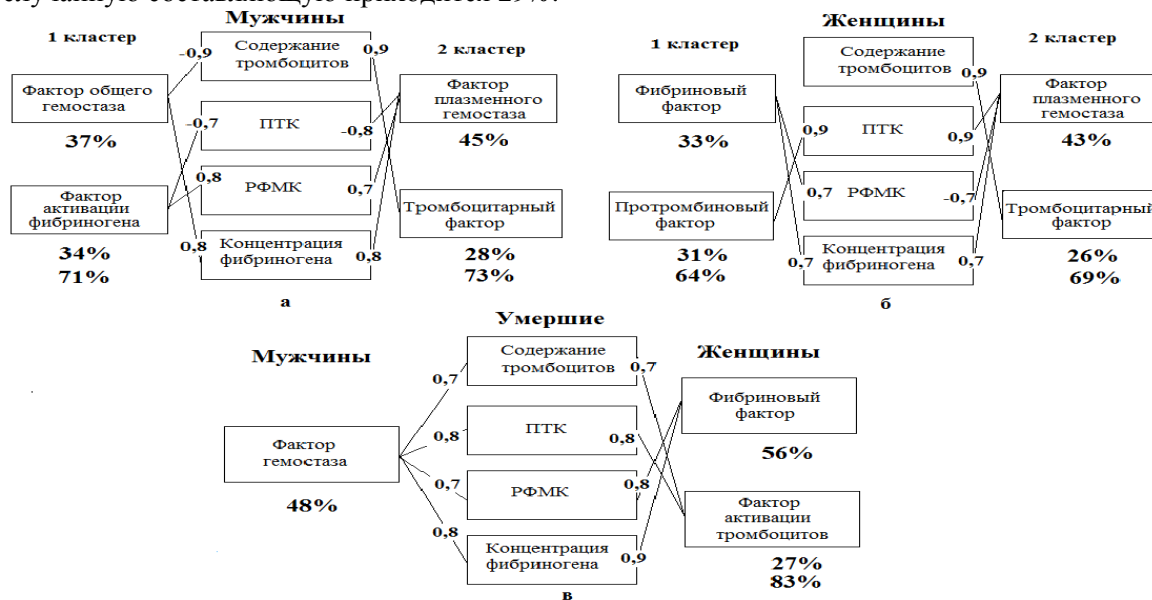 случайную составляющую приходится 29%.
Мужчины
1 кластер
2 кластер
Содержание
тромбоцитов
-0,9
0,9
Фактор общего
гемостаза
37%
Фактор
плазменного
гемостаза
45%
ПТК
-0,7
-0,8
РФМК
0,8
0,7
Фактор
активации
фибриногена
34%
71%
Тромбоцитарный
фактор
28%
73%
Концентрация
фибриногена
0,8
0,8
а
Женщины
1 кластер
2 кластер
Содержание
тромбоцитов
0,9
Фибриновый
фактор
33%
Фактор
плазменного
гемостаза
43%
ПТК
0,9
0,9
РФМК
0,7
-0,7
Протромбиновый
фактор
31%
64%
Тромбоцитарный
фактор
26%
69%
Концентрация
фибриногена
0,7
0,7
б
Умершие
Мужчины
Женщины
Содержание
тромбоцитов
0,7
0,7
Фибриновый
фактор
56%
ПТК
0,8
0,8
Фактор
гемостаза
48%
РФМК
0,7
0,8
Фактор
активации
тромбоцитов
27%
83%
Концентрация
фибриногена
0,8
0,9
в